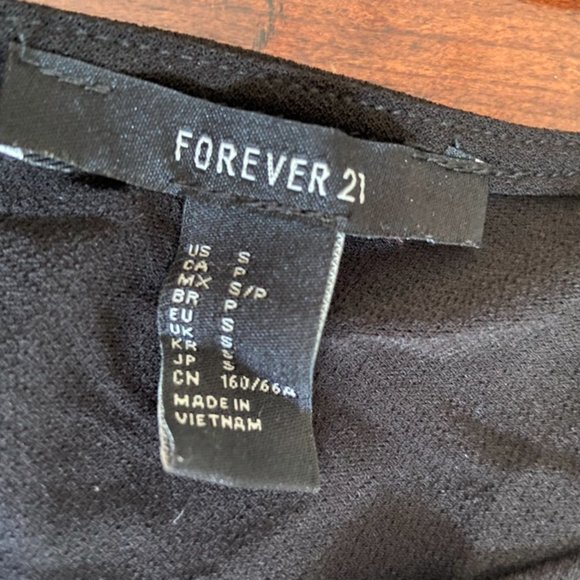 FOREVER 21
US S
CA P
MX S/P
BR P
EU S
UK S
KR S
JP S
CN 160/66A
MADE IN
VIETNAM